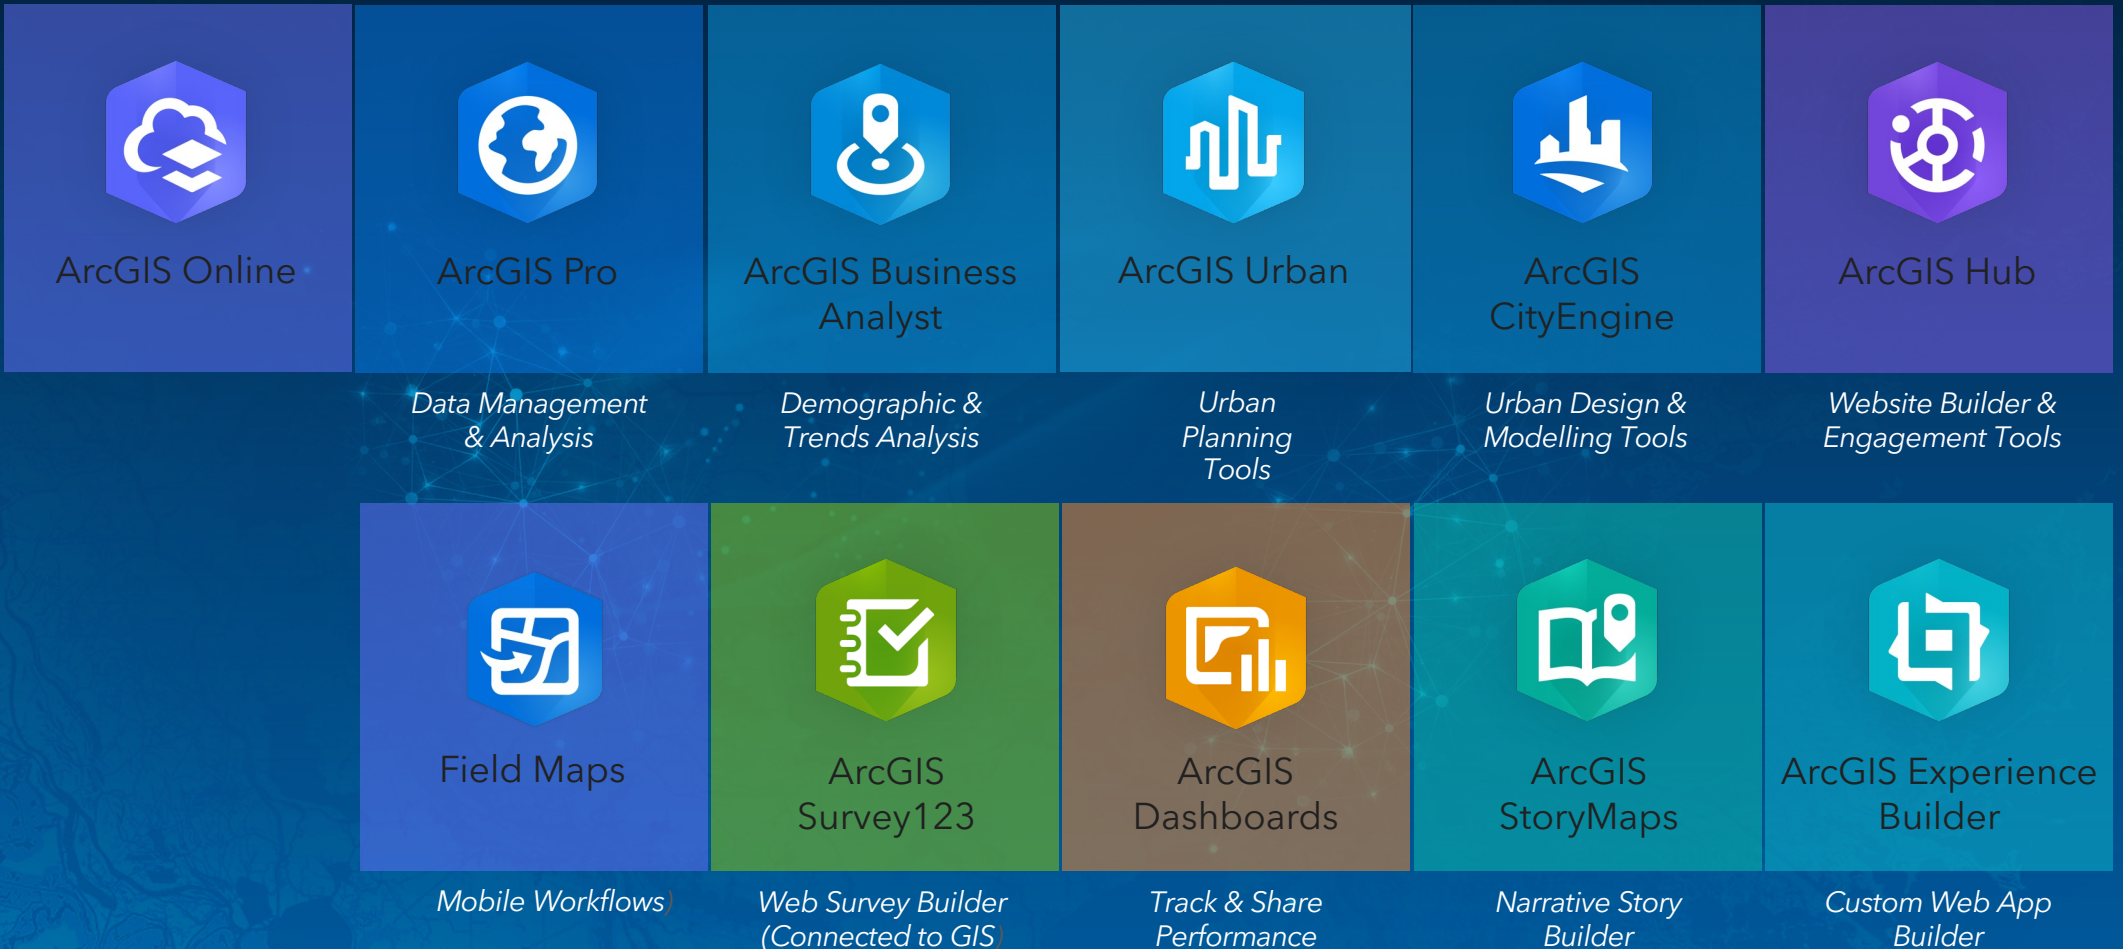 ArcGIS Online
ArcGIS Pro
ArcGIS Business
Analyst
ArcGIS Urban
ArcGIS
CityEngine
ArcGIS Hub
Data Management
& Analysis
Demographic &
Trends Analysis
Urban
Planning
Tools
Urban Design &
Modelling Tools
Website Builder &
Engagement Tools
Field Maps
ArcGIS
Survey123
ArcGIS
Dashboards
ArcGIS
StoryMaps
ArcGIS Experience
Builder
Mobile Workflows)
Web Survey Builder
(Connected to GIS)
Track & Share
Performance
Narrative Story
Builder
Custom Web App
Builder